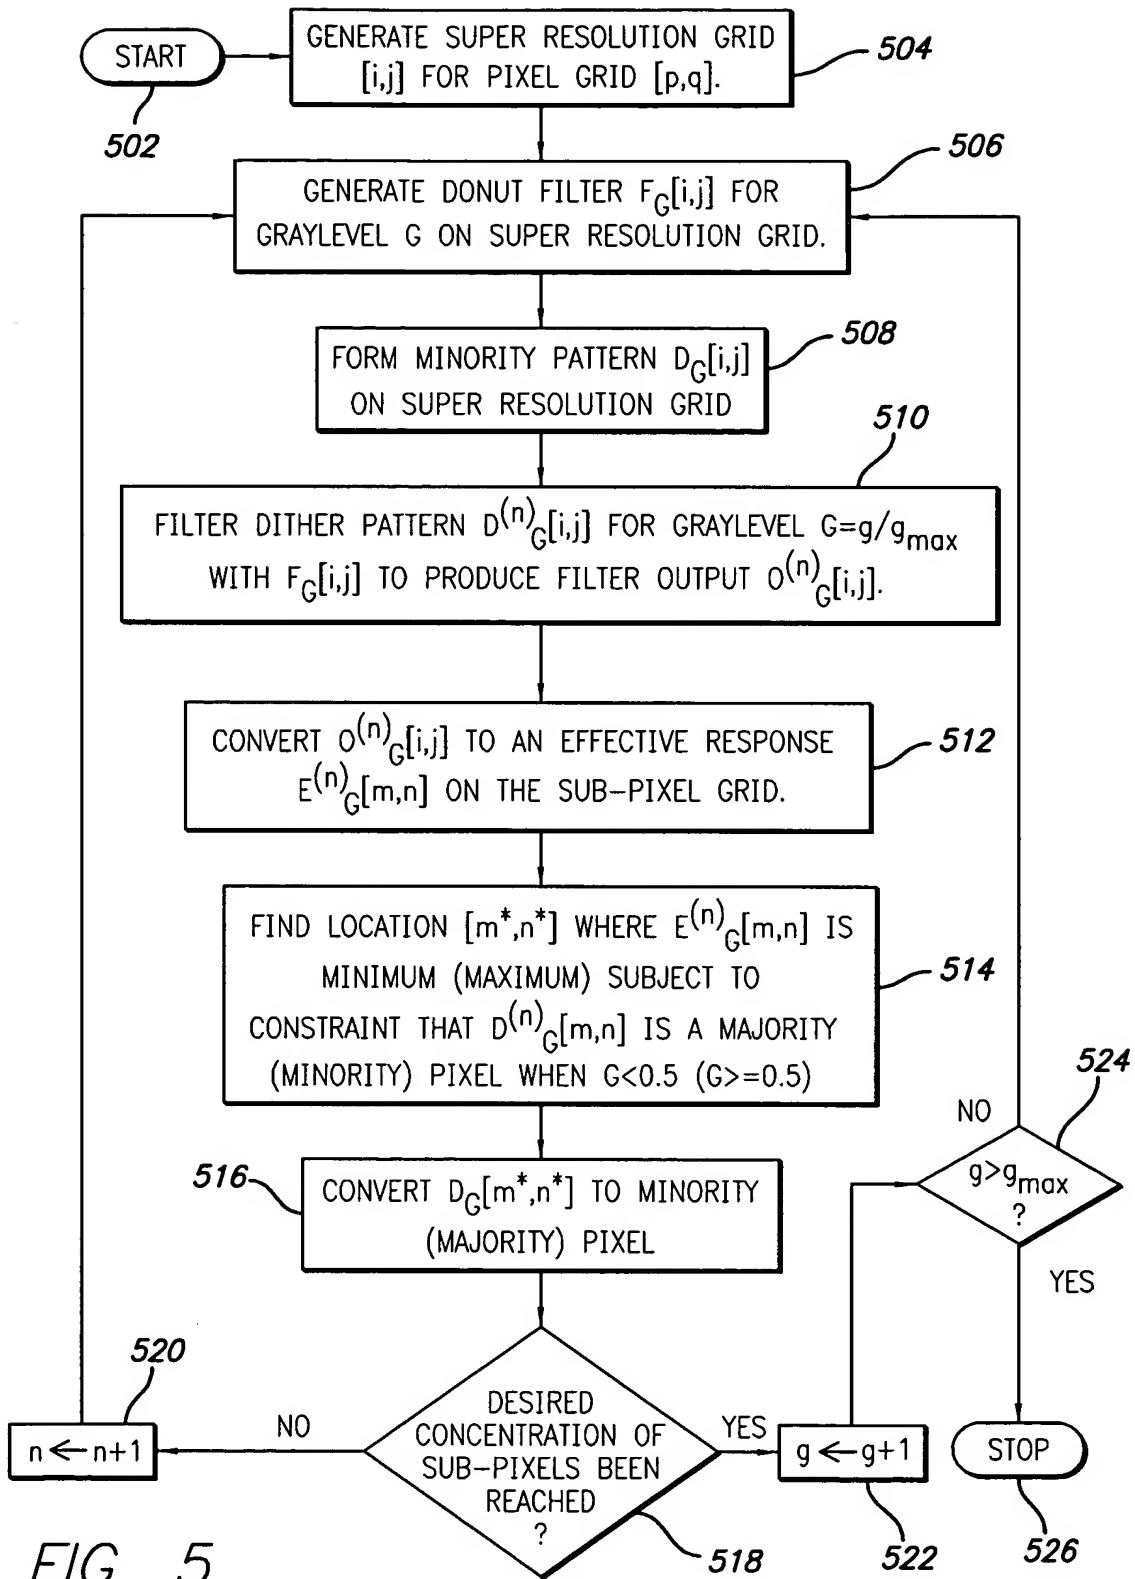 START
502
GENERATE SUPER RESOLUTION GRID
[i,j] FOR PIXEL GRID [p,q].
504
GENERATE DONUT FILTER F_G[i,j] FOR
GRAYLEVEL G ON SUPER RESOLUTION GRID.
506
FORM MINORITY PATTERN D_G[i,j]
ON SUPER RESOLUTION GRID
508
510
FILTER DITHER PATTERN D^(n)_G[i,j] FOR GRAYLEVEL G=g/g_max
WITH F_G[i,j] TO PRODUCE FILTER OUTPUT O^(n)_G[i,j].
CONVERT O^(n)_G[i,j] TO AN EFFECTIVE RESPONSE
E^(n)_G[m,n] ON THE SUB-PIXEL GRID.
512
FIND LOCATION [m*,n*] WHERE E^(n)_G[m,n] IS
MINIMUM (MAXIMUM) SUBJECT TO
CONSTRAINT THAT D^(n)_G[m,n] IS A MAJORITY
(MINORITY) PIXEL WHEN G<0.5 (G>=0.5)
514
516
CONVERT D_G[m*,n*] TO MINORITY
(MAJORITY) PIXEL
DESIRED
CONCENTRATION OF
SUB-PIXELS BEEN
REACHED
?
518
NO
520
n←n+1
YES
g←g+1
522
524
g>g_max
?
NO
YES
STOP
526
FIG 5